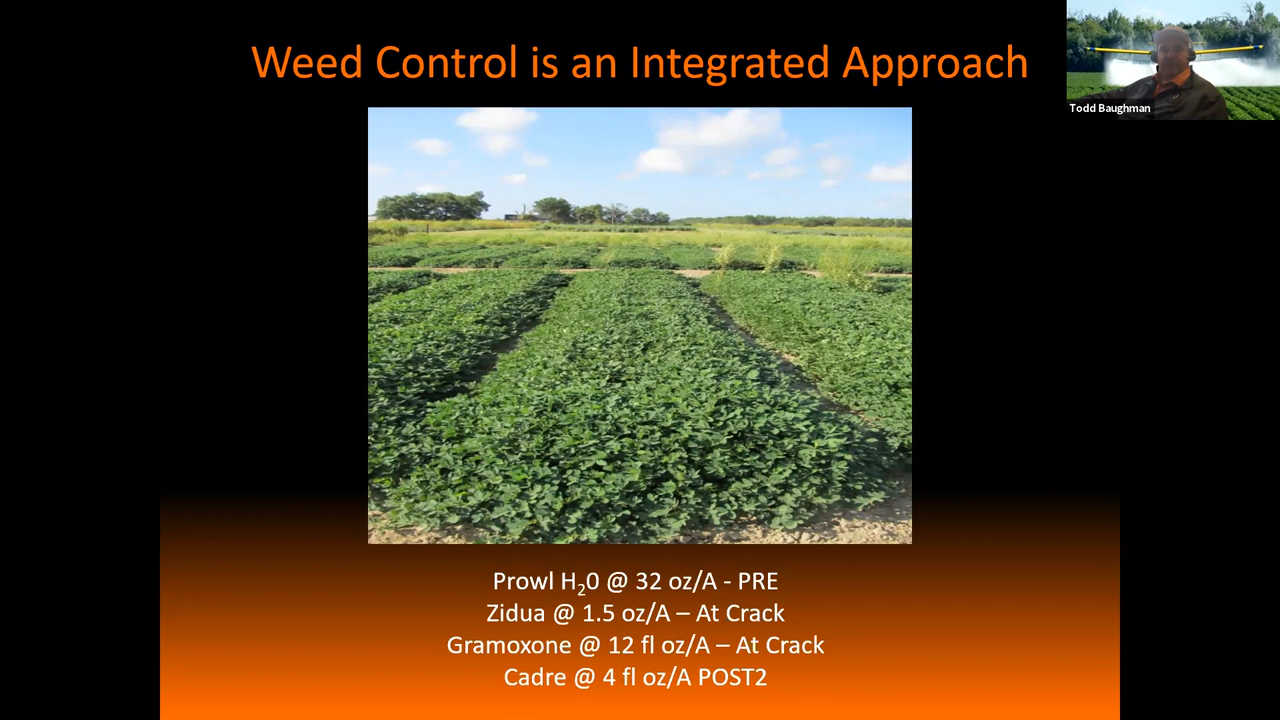 Weed Control is an Integrated Approach
Todd Baughman
Prowl H₂0 @ 32 oz/A - PRE
Zidua @ 1.5 oz/A – At Crack
Gramoxone @ 12 fl oz/A – At Crack
Cadre @ 4 fl oz/A POST2